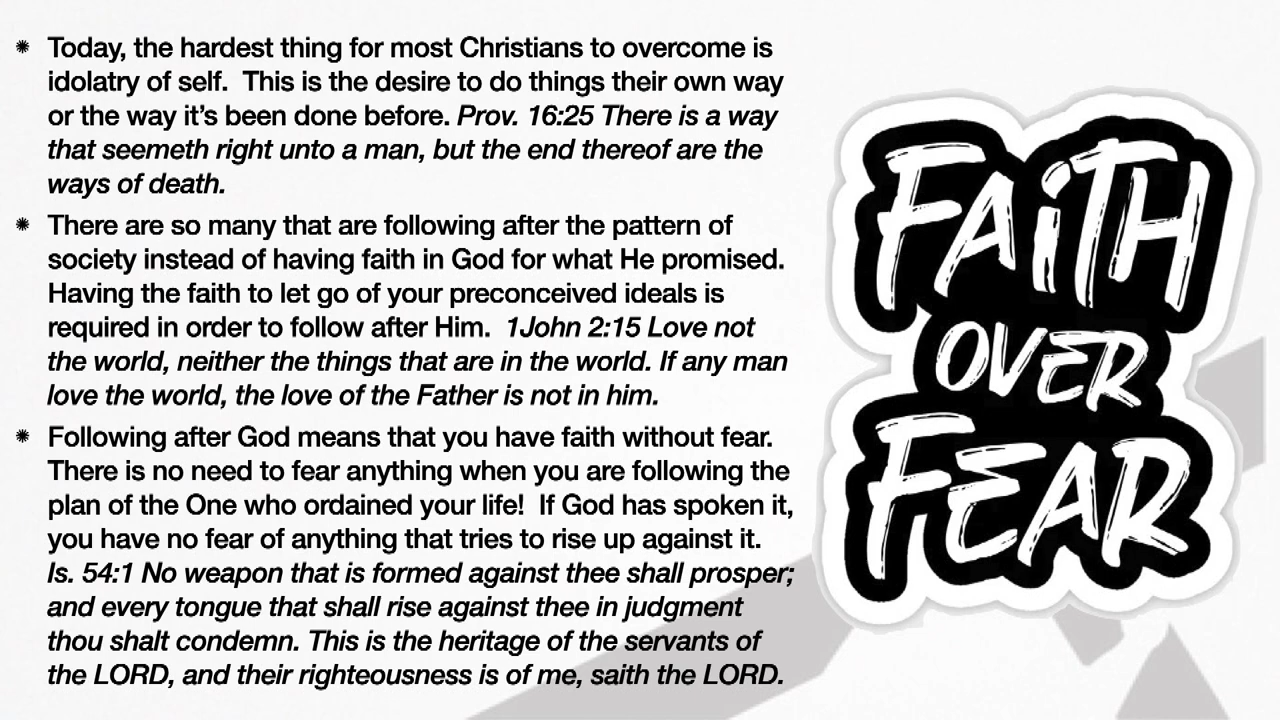 Today, the hardest thing for most Christians to overcome is
idolatry of self.  This is the desire to do things their own way
or the way it’s been done before. Prov. 16:25 There is a way
that seemeth right unto a man, but the end thereof are the
ways of death.
There are so many that are following after the pattern of
society instead of having faith in God for what He promised.
Having the faith to let go of your preconceived ideals is
required in order to follow after Him.  1John 2:15 Love not
the world, neither the things that are in the world. If any man
love the world, the love of the Father is not in him.
Following after God means that you have faith without fear.
There is no need to fear anything when you are following the
plan of the One who ordained your life!  If God has spoken it,
you have no fear of anything that tries to rise up against it.
Is. 54:1 No weapon that is formed against thee shall prosper;
and every tongue that shall rise against thee in judgment
thou shalt condemn. This is the heritage of the servants of
the LORD, and their righteousness is of me, saith the LORD.
FAiTH
OVER
FEAR